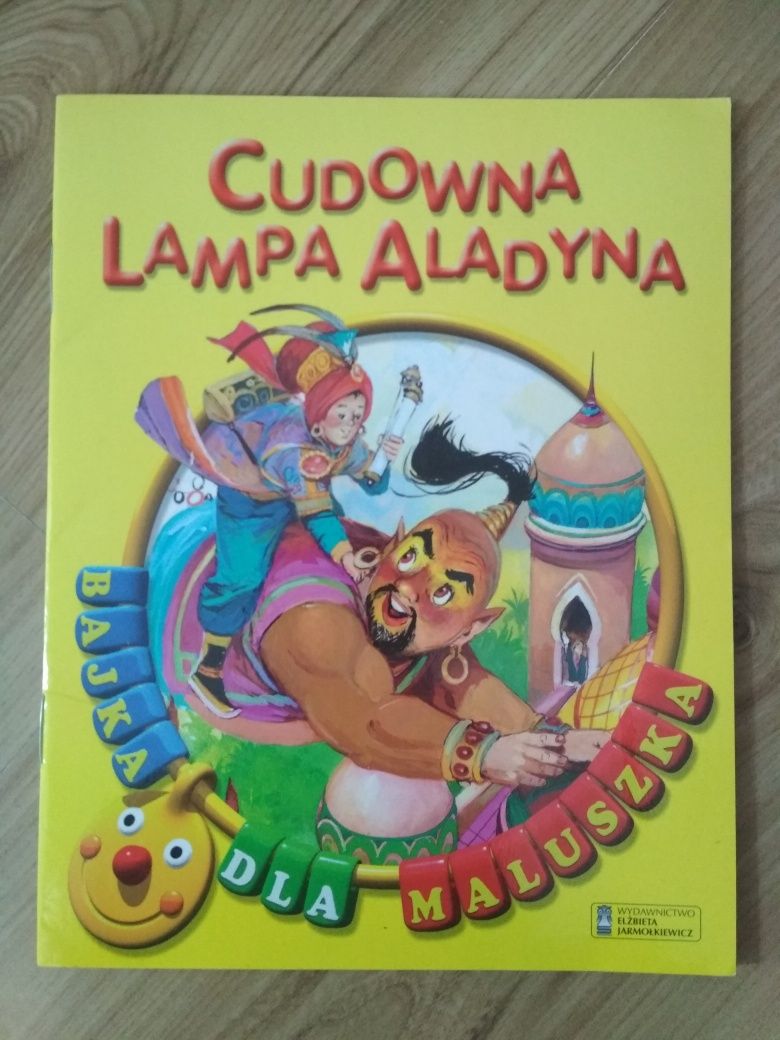 CUDOWNA
LAMPA ALADYNA
BAJKA
DLA
MALUSZKA
WYDAWNICTWO
ELŻBIETA
JARMOŁKIEWICZ